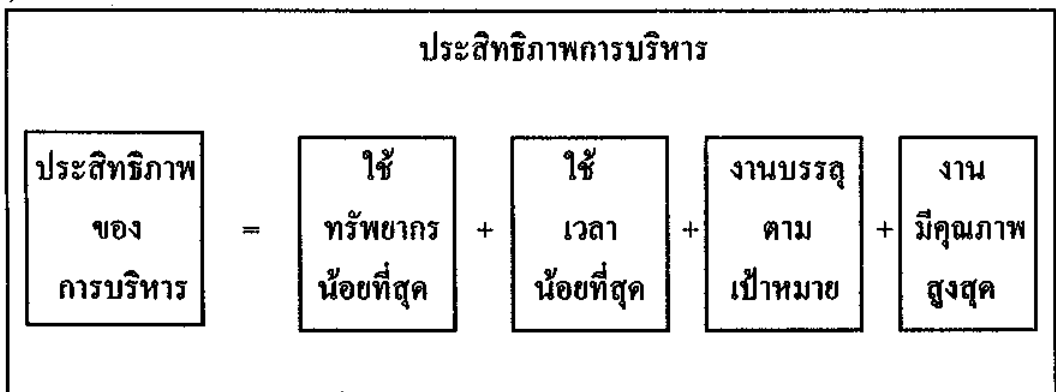 ประสิทธิภาพการบริหาร
ประสิทธิภาพ
ของ
การบริหาร
=
ใช้
ทรัพยากร
น้อยที่สุด
+
ใช้
เวลา
น้อยที่สุด
+
งานบรรลุ
ตาม
เป้าหมาย
+
งาน
มีคุณภาพ
สูงสุด